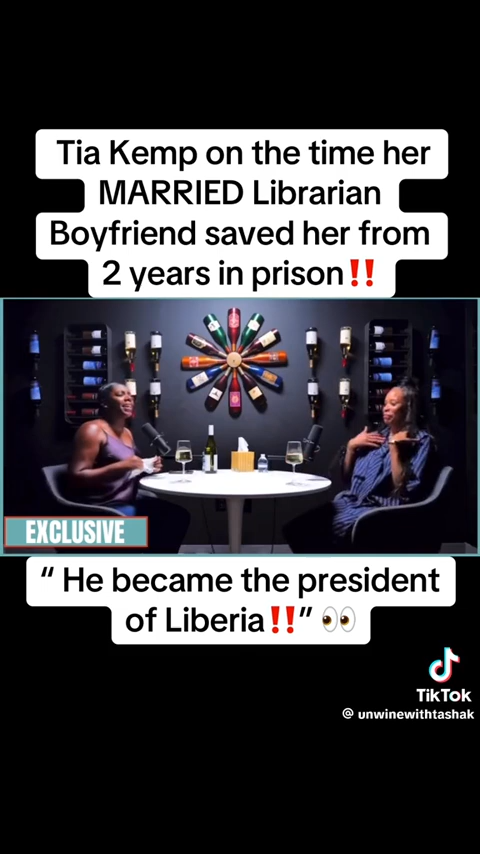 Tia Kemp on the time her
MARRIED Librarian
Boyfriend saved her from
2 years in prison‼️
EXCLUSIVE
“ He became the president
of Liberia‼️” 👀
TikTok
@ unwinewithtashak